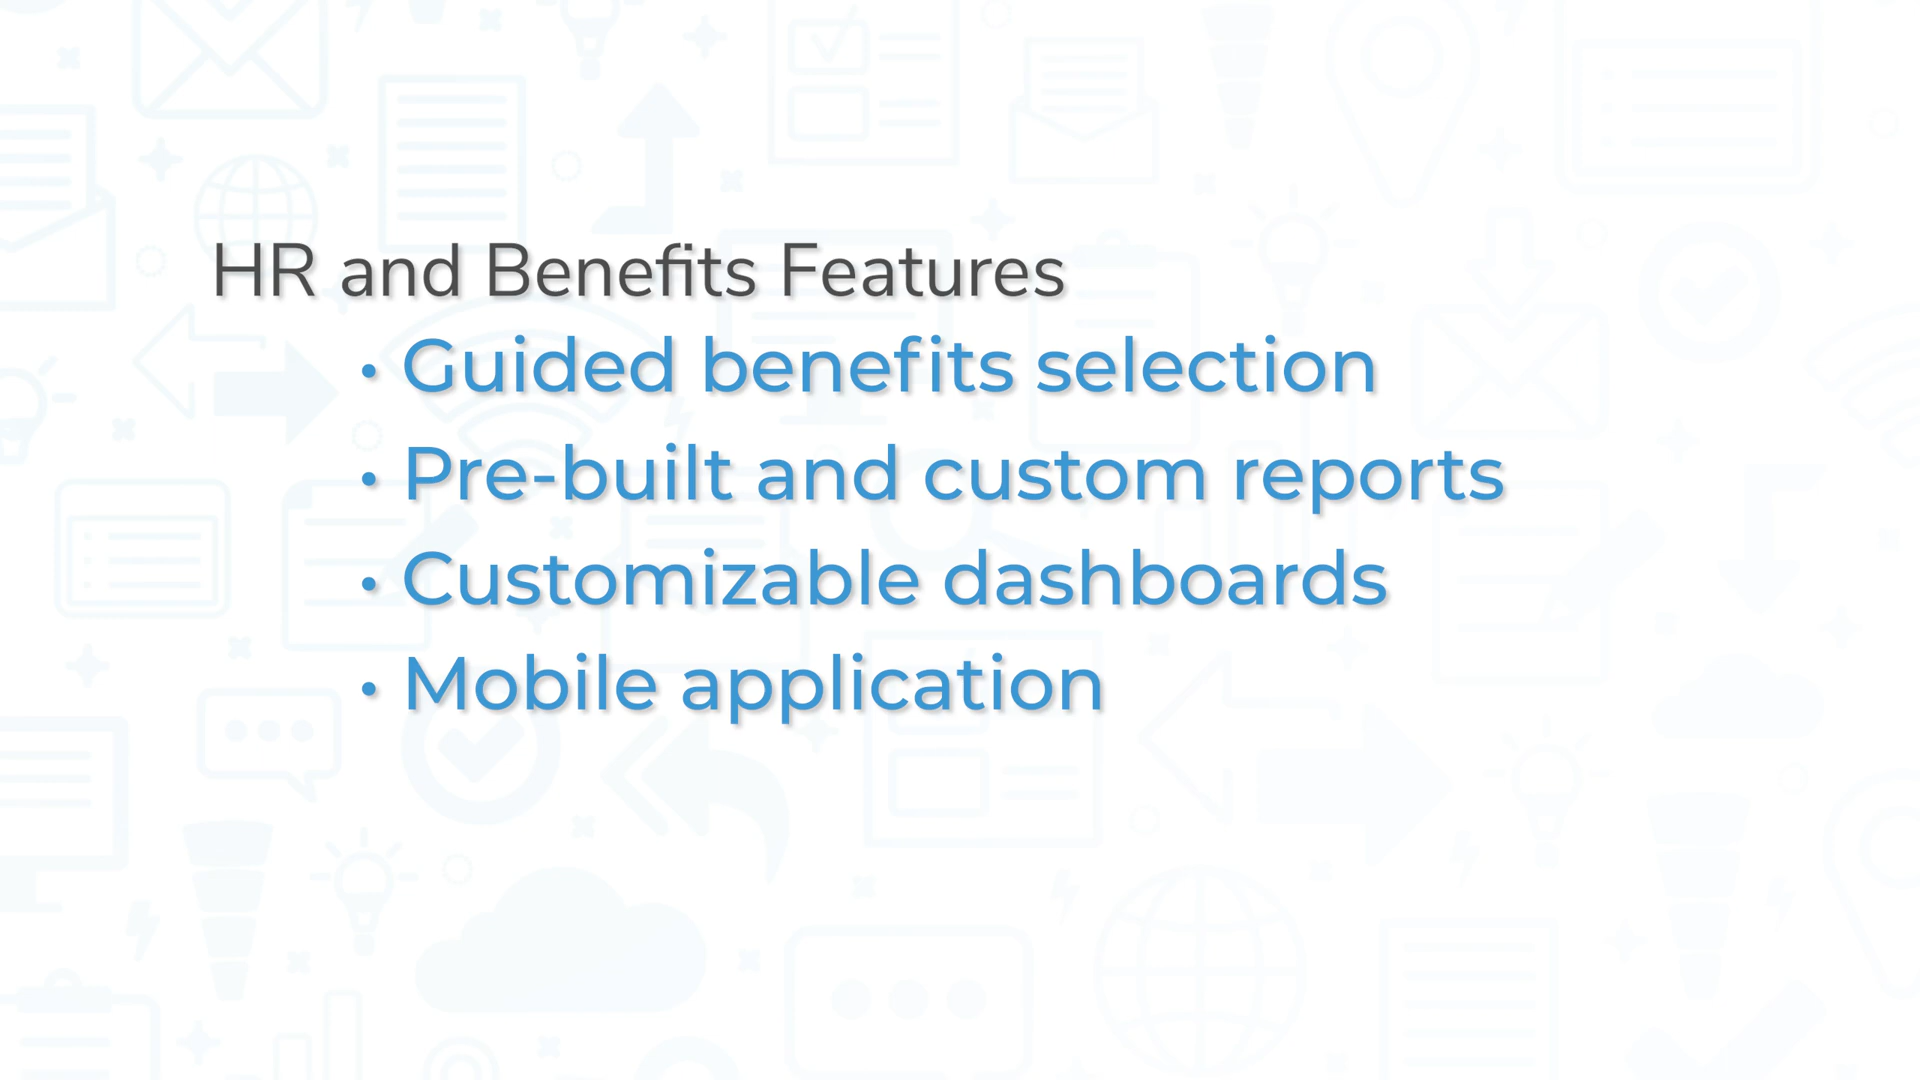 HR and Benefits Features
• Guided benefits selection
• Pre-built and custom reports
• Customizable dashboards
• Mobile application